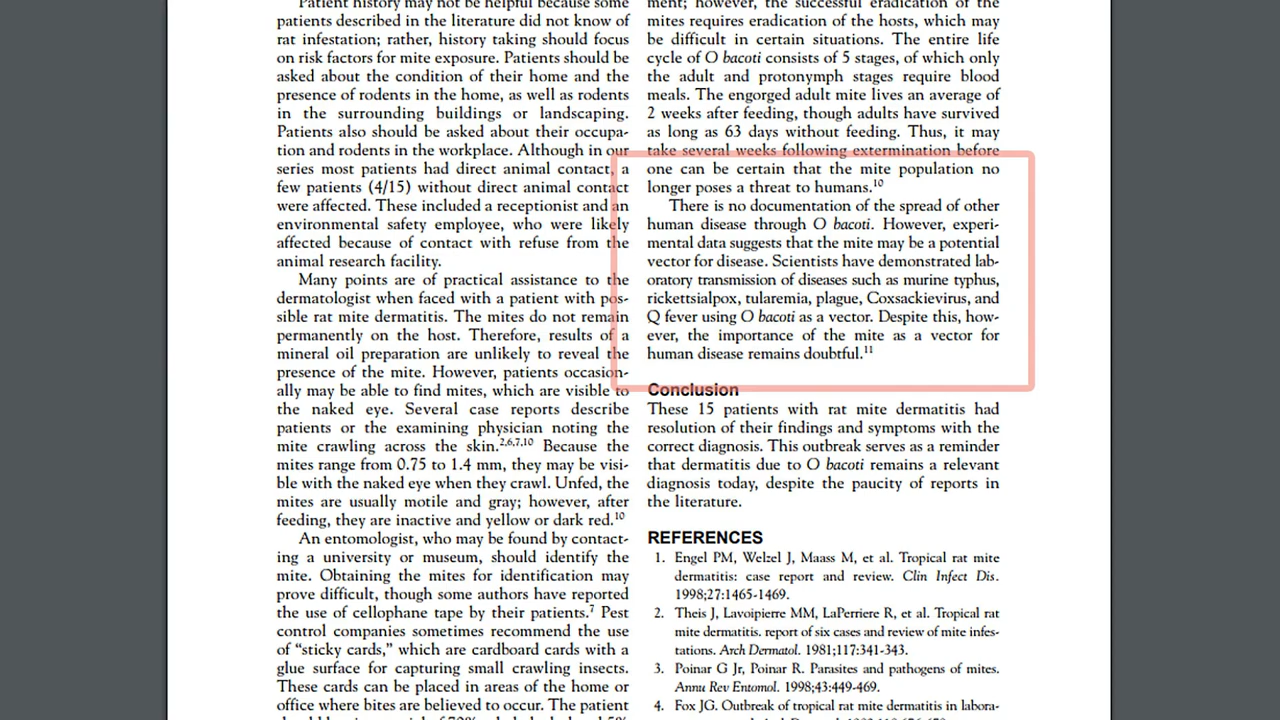 Patient history may not be helpful because some
patients described in the literature did not know of
rat infestation; rather, history taking should focus
on risk factors for mite exposure. Patients should be
asked about the condition of their home and the
presence of rodents in the home, as well as rodents
in the surrounding buildings or landscaping.
Patients also should be asked about their occupa-
tion and rodents in the workplace. Although in our
series most patients had direct animal contact, a
few patients (4/15) without direct animal contact
were affected. These included a receptionist and an
environmental safety employee, who were likely
affected because of contact with refuse from the
animal research facility.
Many points are of practical assistance to the
dermatologist when faced with a patient with pos-
sible rat mite dermatitis. The mites do not remain
permanently on the host. Therefore, results of a
mineral oil preparation are unlikely to reveal the
presence of the mite. However, patients occasion-
ally may be able to find mites, which are visible to
the naked eye. Several case reports describe
patients or the examining physician noting the
mite crawling across the skin.2,6,7,10 Because the
mites range from 0.75 to 1.4 mm, they may be visi-
ble with the naked eye when they crawl. Unfed, the
mites are usually motile and gray; however, after
feeding, they are inactive and yellow or dark red.10
An entomologist, who may be found by contact-
ing a university or museum, should identify the
mite. Obtaining the mites for identification may
prove difficult, though some authors have reported
the use of cellophane tape by their patients.7 Pest
control companies sometimes recommend the use
of “sticky cards,” which are cardboard cards with a
glue surface for capturing small crawling insects.
These cards can be placed in areas of the home or
office where bites are believed to occur. The patient
ment; however, the successful eradication of the
mites requires eradication of the hosts, which may
be difficult in certain situations. The entire life
cycle of O bacoti consists of 5 stages, of which only
the adult and protonymph stages require blood
meals. The engorged adult mite lives an average of
2 weeks after feeding, though adults have survived
as long as 63 days without feeding. Thus, it may
take several weeks following extermination before
one can be certain that the mite population no
longer poses a threat to humans.10
There is no documentation of the spread of other
human disease through O bacoti. However, experi-
mental data suggests that the mite may be a potential
vector for disease. Scientists have demonstrated lab-
oratory transmission of diseases such as murine typhus,
rickettsialpox, tularemia, plague, Coxsackievirus, and
Q fever using O bacoti as a vector. Despite this, how-
ever, the importance of the mite as a vector for
human disease remains doubtful.11
Conclusion
These 15 patients with rat mite dermatitis had
resolution of their findings and symptoms with the
correct diagnosis. This outbreak serves as a reminder
that dermatitis due to O bacoti remains a relevant
diagnosis today, despite the paucity of reports in
the literature.
REFERENCES
1. Engel PM, Welzel J, Maass M, et al. Tropical rat mite
dermatitis: case report and review. Clin Infect Dis.
1998;27:1465-1469.
2. Theis J, Lavoipierre MM, LaPerriere R, et al. Tropical rat
mite dermatitis. report of six cases and review of mite infes-
tations. Arch Dermatol. 1981;117:341-343.
3. Poinar G Jr, Poinar R. Parasites and pathogens of mites.
Annu Rev Entomol. 1998;43:449-469.
4. Fox JG. Outbreak of tropical rat mite dermatitis in labora-